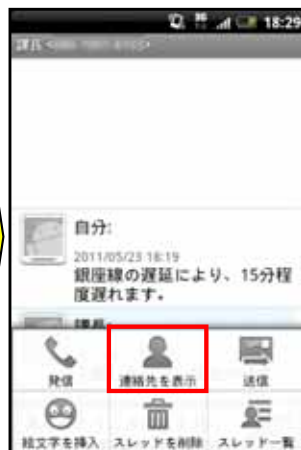 18:29
課長
自分:
2011/05/23 18:19
銀座線の遅延により、15分程
度遅れます。
課長:
発信
連絡先を表示
送信
絵文字を挿入
スレッドを削除
スレッド一覧